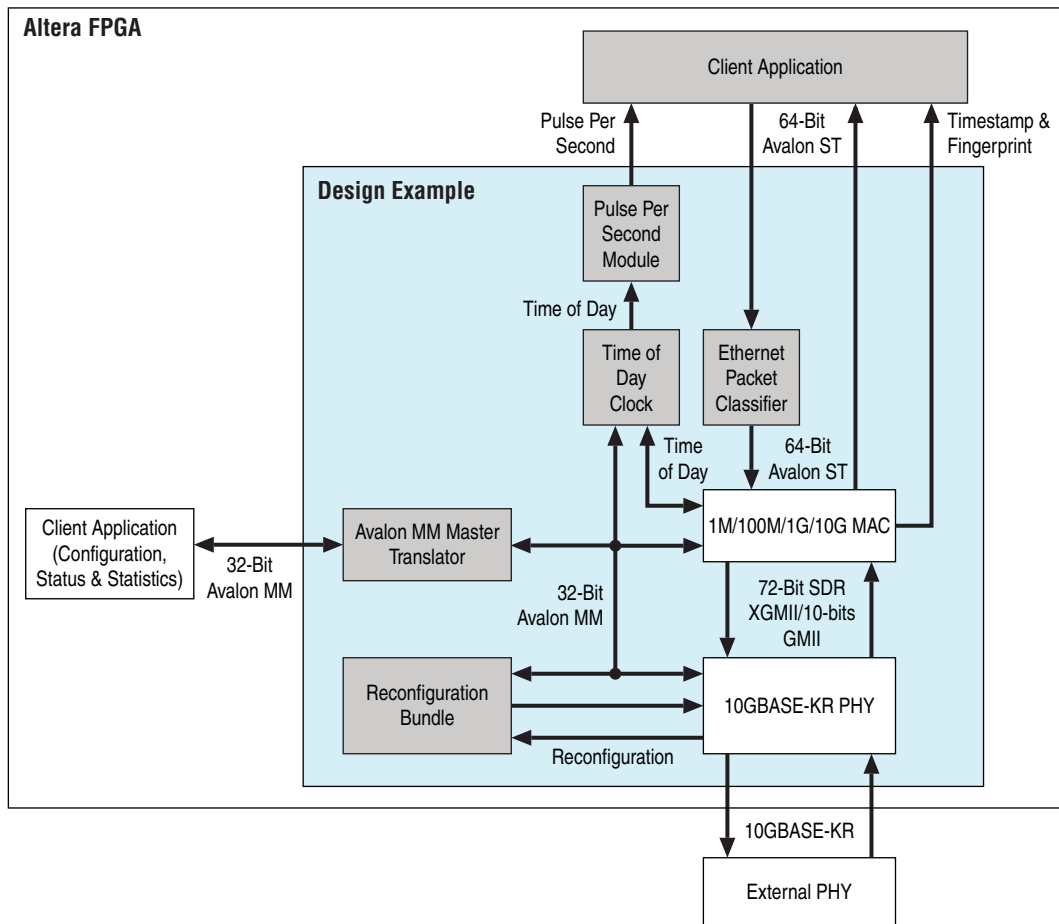 Altera FPGA
Client Application
Pulse Per
Second
64-Bit
Avalon ST
Timestamp &
Fingerprint
Design Example
Pulse Per
Second
Module
Time of Day
Time of
Day
Clock
Ethernet
Packet
Classifier
Time
of Day
64-Bit
Avalon ST
Client Application
(Configuration,
Status & Statistics)
32-Bit
Avalon MM
Avalon MM Master
Translator
1M/100M/1G/10G MAC
32-Bit
Avalon MM
72-Bit SDR
XGMII/10-bits
GMII
Reconfiguration
Bundle
10GBASE-KR PHY
Reconfiguration
10GBASE-KR
External PHY